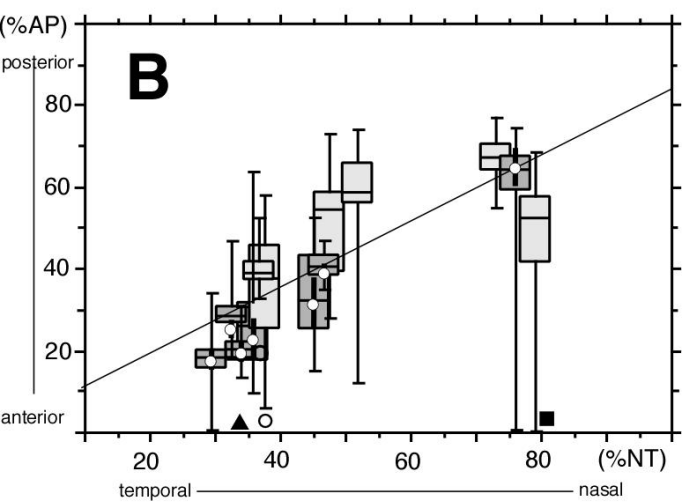 (%AP)
posterior
B
80
60
40
20
anterior
20 40 60 80 (%NT)
temporal nasal